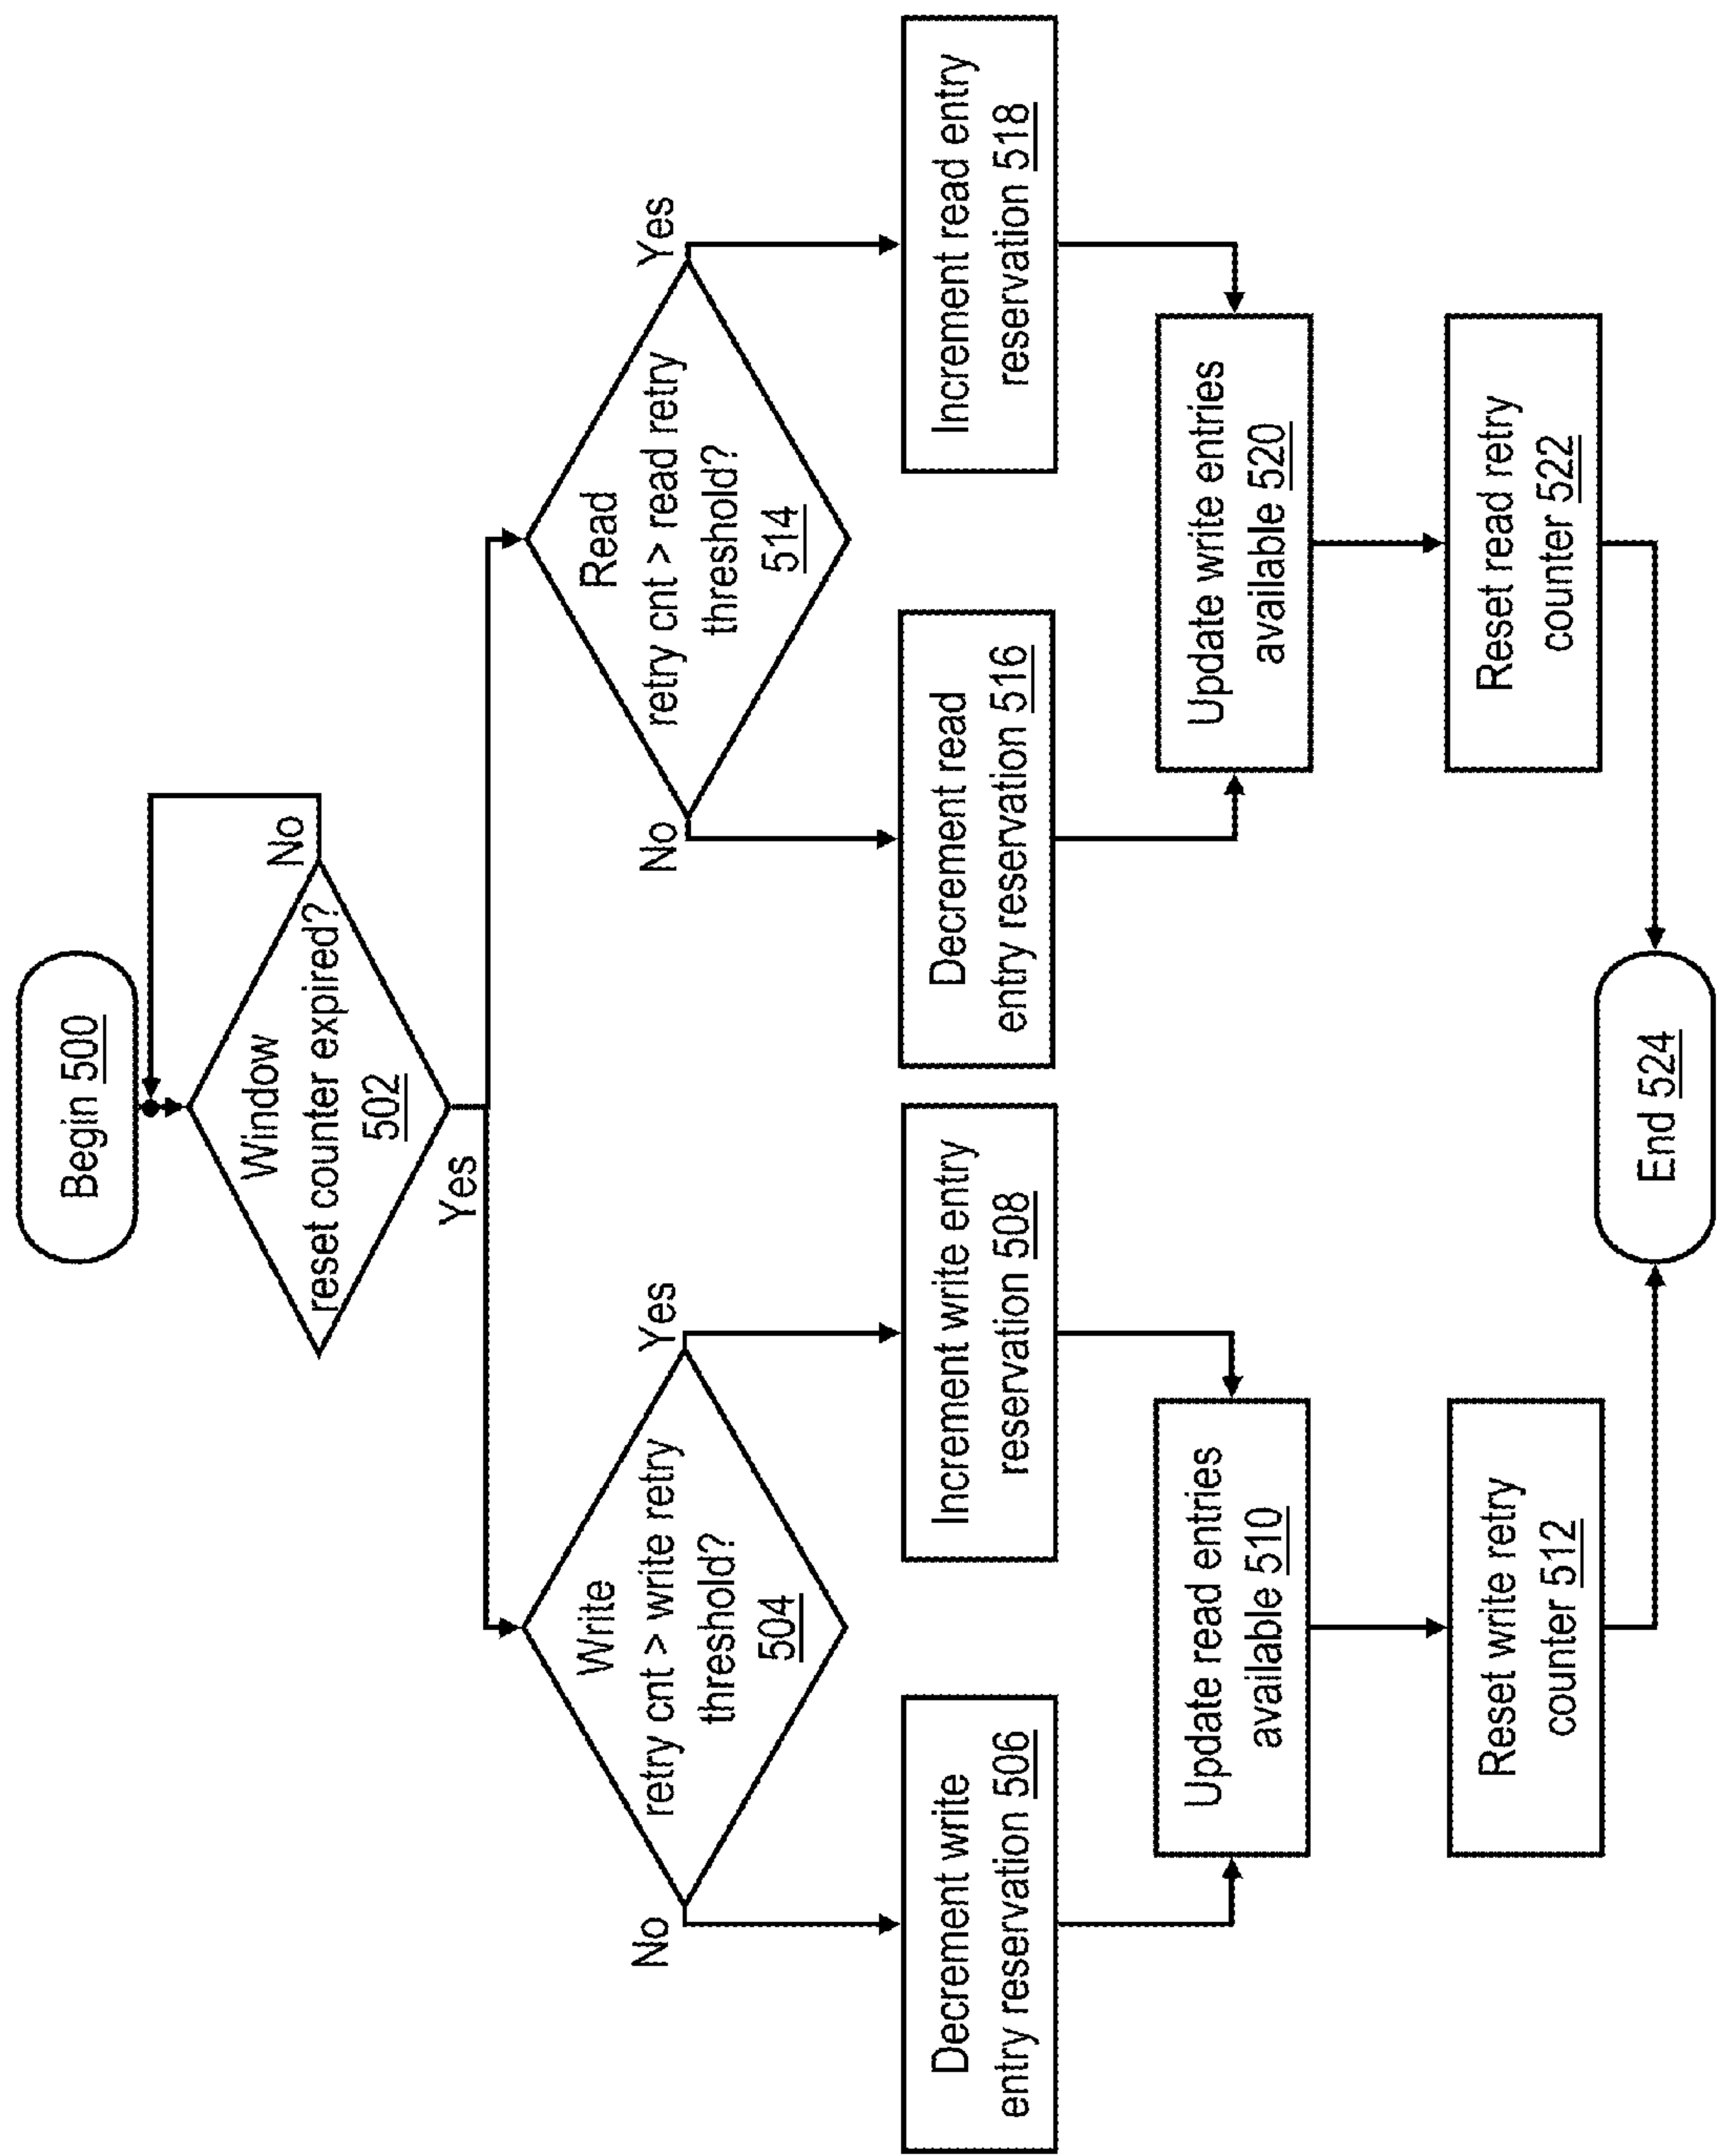 Begin 500
Window
reset counter expired?
502
No
Yes
Write
retry cnt > write retry
threshold?
504
No
Yes
Decrement write
entry reservation 506
Increment write entry
reservation 508
Update read entries
available 510
Reset write retry
counter 512
Read
retry cnt > read retry
threshold?
514
No
Yes
Decrement read
entry reservation 516
Increment read entry
reservation 518
Update write entries
available 520
Reset read retry
counter 522
End 524